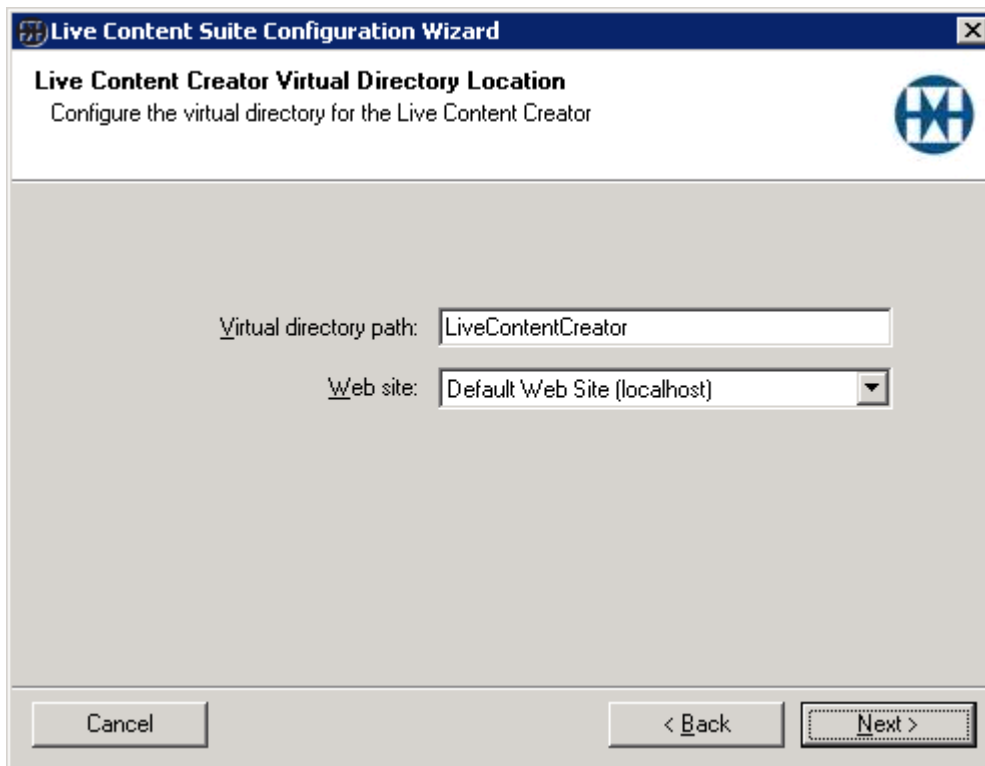 Live Content Suite Configuration Wizard
Live Content Creator Virtual Directory Location
Configure the virtual directory for the Live Content Creator
Virtual directory path: LiveContentCreator
Web site: Default Web Site (localhost)
Cancel < Back Next >